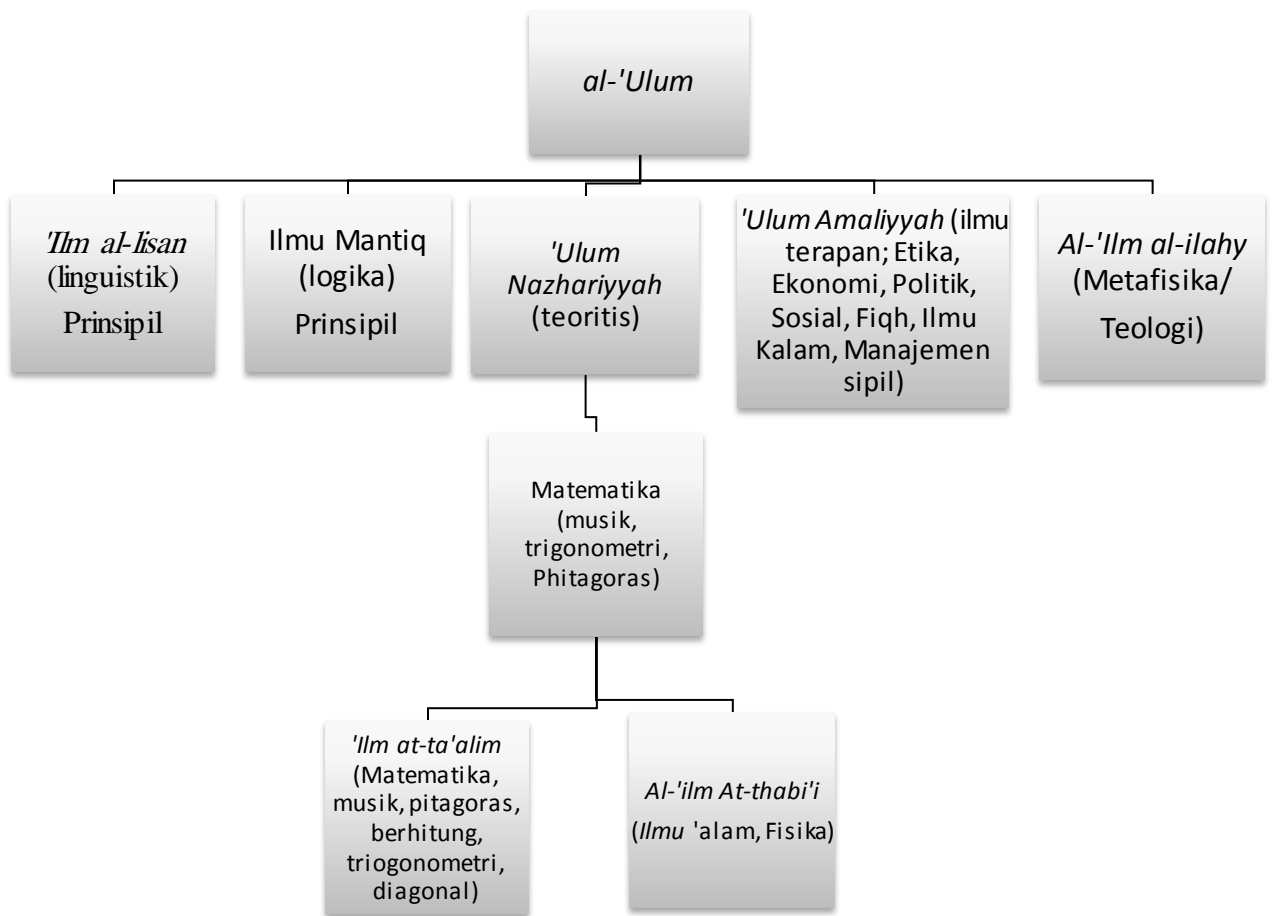 al-'Ulum
'Ilm al-lisan
(linguistik)
Prinsipil
Ilmu Mantiq
(logika)
Prinsipil
'Ulum
Nazhariyyah
(teoritis)
'Ulum Amaliyyah (ilmu
terapan; Etika,
Ekonomi, Politik,
Sosial, Fiqh, Ilmu
Kalam, Manajemen
sipil)
Al-'Ilm al-ilahy
(Metafisika/
Teologi)
Matematika
(musik,
trigonometri,
Phitagoras)
'Ilm at-ta'alim
(Matematika,
musik, pitagoras,
berhitung,
triogonometri,
diagonal)
Al-'ilm At-thabi'i
(Ilmu 'alam, Fisika)